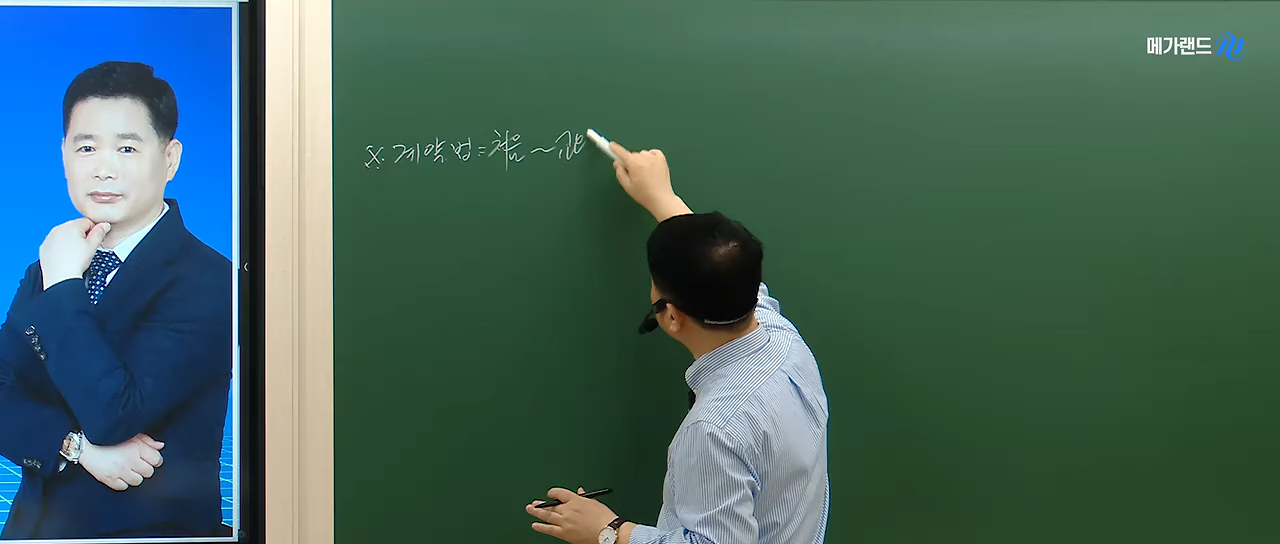 메가랜드
※. 계약법 = 처음 ~